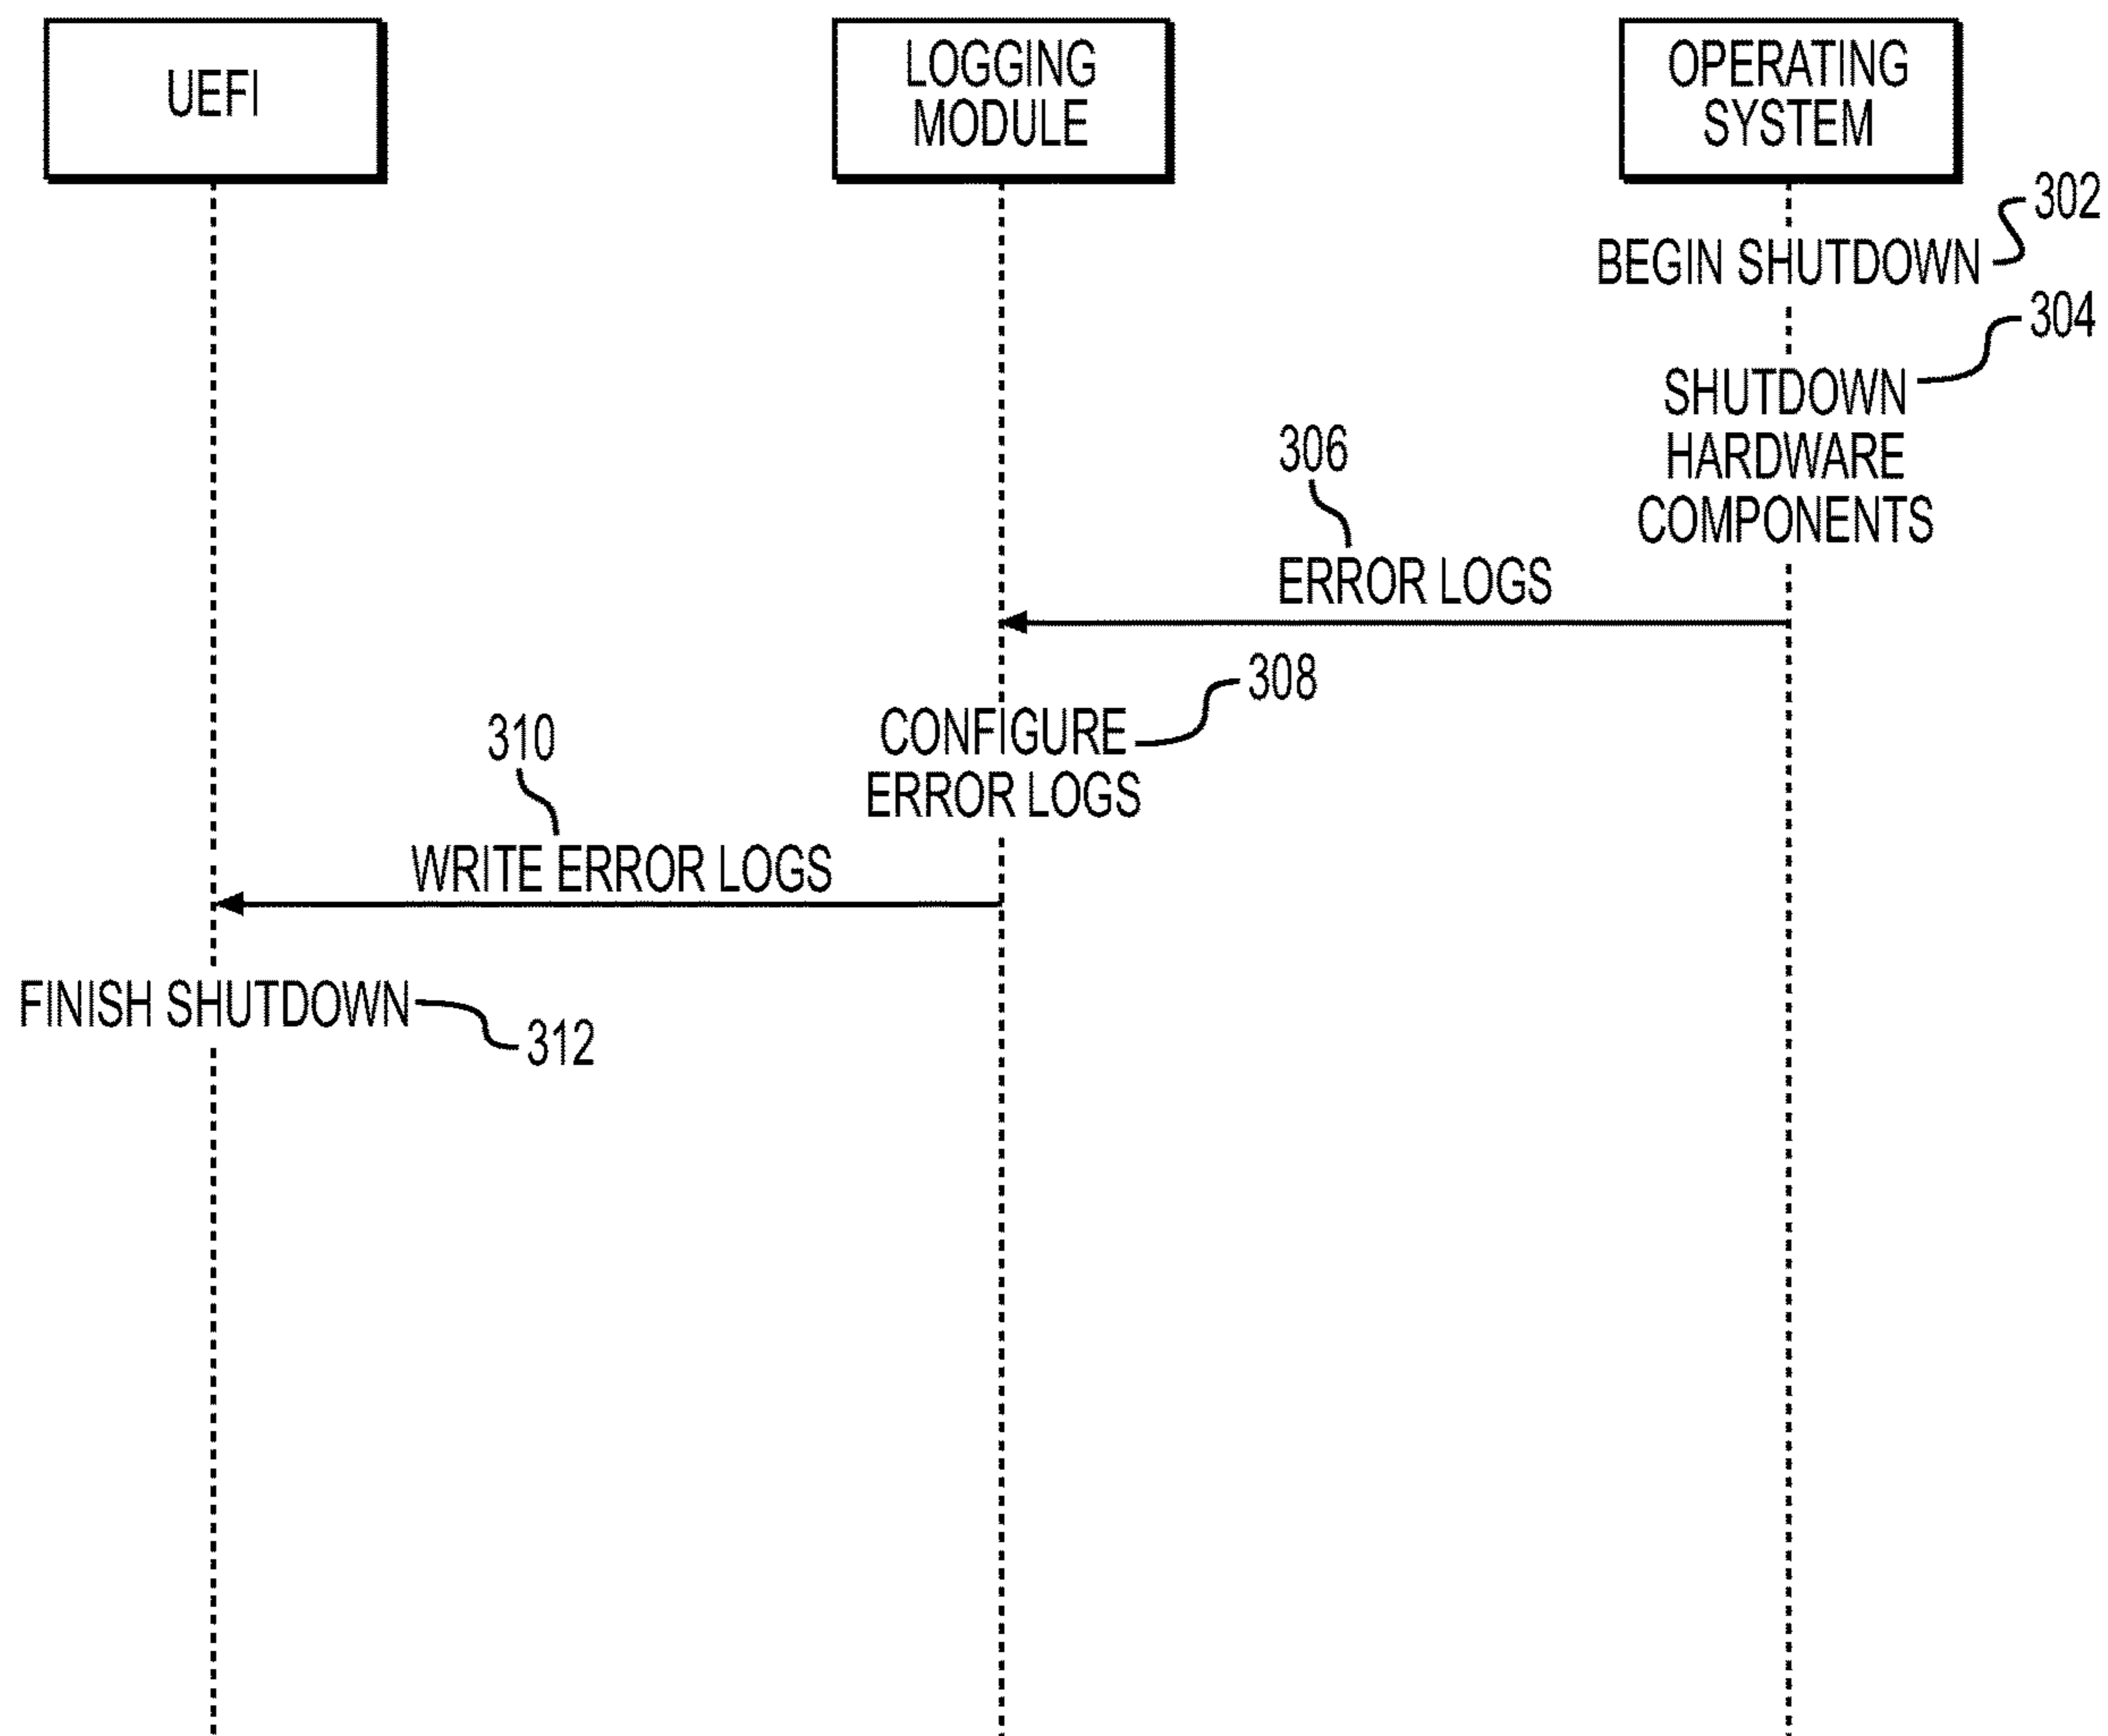 UEFI
LOGGING
MODULE
OPERATING
SYSTEM
302
BEGIN SHUTDOWN
304
SHUTDOWN
HARDWARE
COMPONENTS
306
ERROR LOGS
308
CONFIGURE
ERROR LOGS
310
WRITE ERROR LOGS
FINISH SHUTDOWN
312